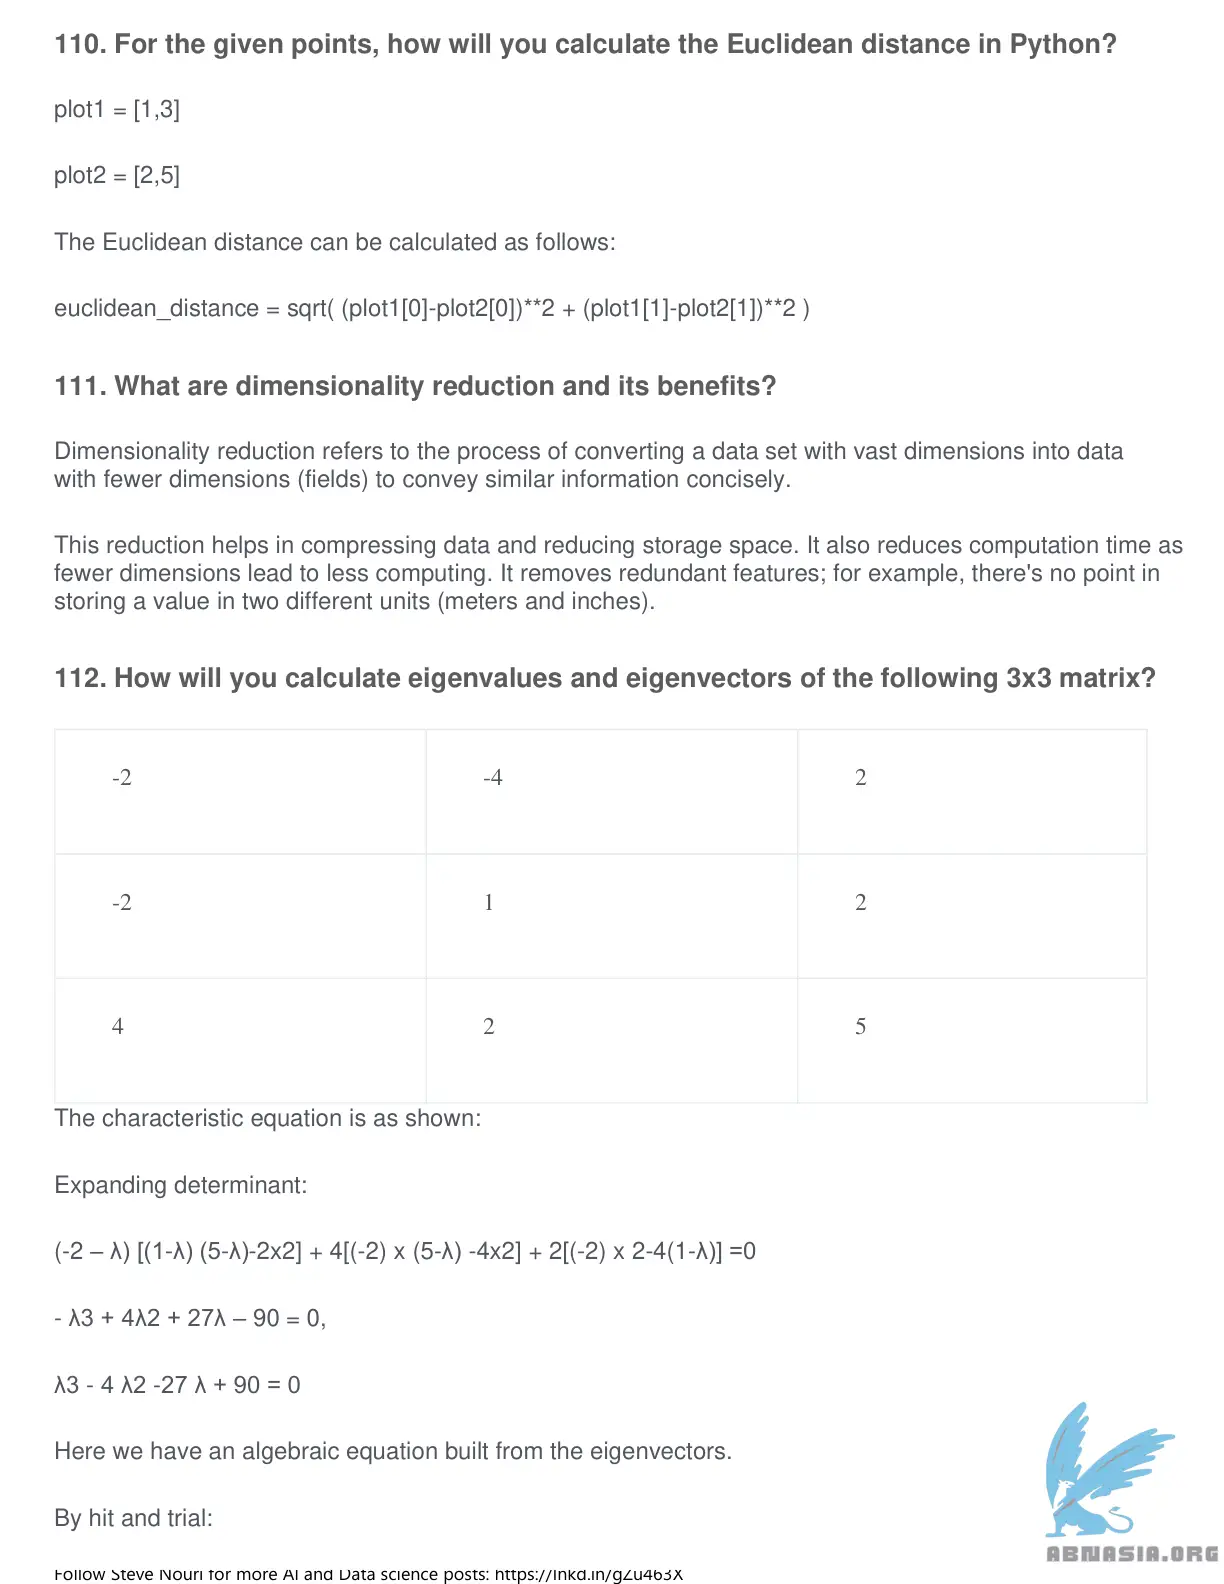 110. For the given points, how will you calculate the Euclidean distance in Python?
plot1 = [1,3]
plot2 = [2,5]
The Euclidean distance can be calculated as follows:
euclidean_distance = sqrt( (plot1[0]-plot2[0])**2 + (plot1[1]-plot2[1])**2 )
111. What are dimensionality reduction and its benefits?
Dimensionality reduction refers to the process of converting a data set with vast dimensions into data
with fewer dimensions (fields) to convey similar information concisely.
This reduction helps in compressing data and reducing storage space. It also reduces computation time as
fewer dimensions lead to less computing. It removes redundant features; for example, there's no point in
storing a value in two different units (meters and inches).
112. How will you calculate eigenvalues and eigenvectors of the following 3x3 matrix?
-2 -4 2
-2 1 2
4 2 5
The characteristic equation is as shown:
Expanding determinant:
(-2 – λ) [(1-λ) (5-λ)-2x2] + 4[(-2) x (5-λ) -4x2] + 2[(-2) x 2-4(1-λ)] =0
- λ3 + 4λ2 + 27λ – 90 = 0,
λ3 - 4 λ2 -27 λ + 90 = 0
Here we have an algebraic equation built from the eigenvectors.
By hit and trial:
ABNASIA.ORG
Follow Steve Nouri for more AI and Data science posts: https://lnkd.in/gZu463X